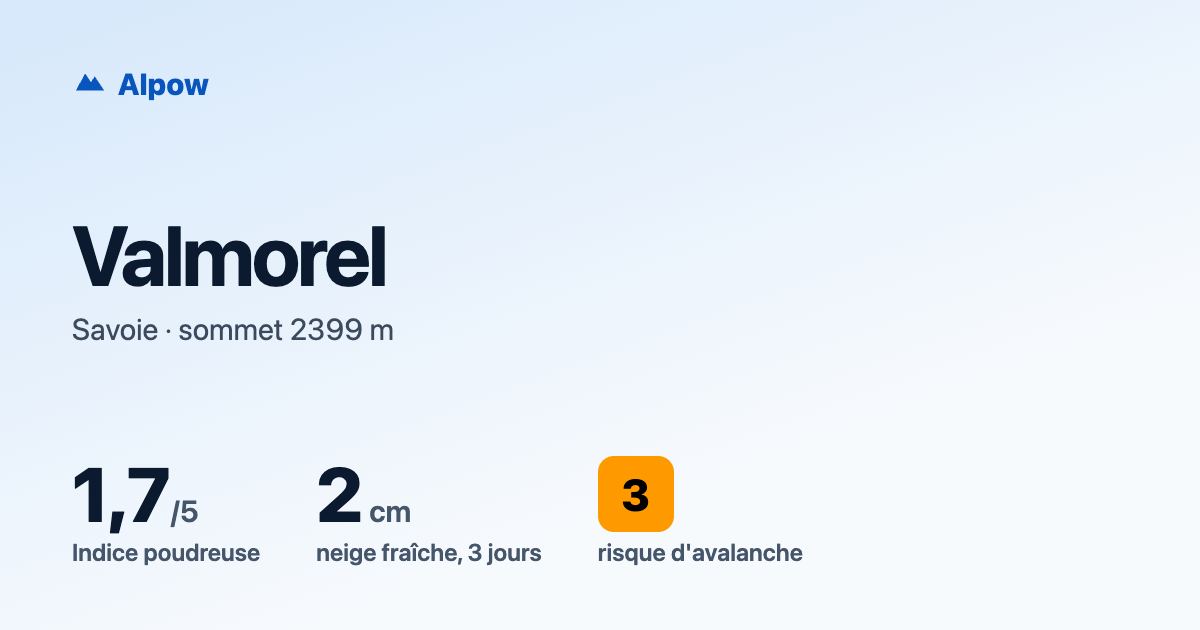 Alpow
Valmorel
Savoie · sommet 2399 m
1,7/5
Indice poudreuse
2 cm
neige fraîche, 3 jours
3
risque d'avalanche